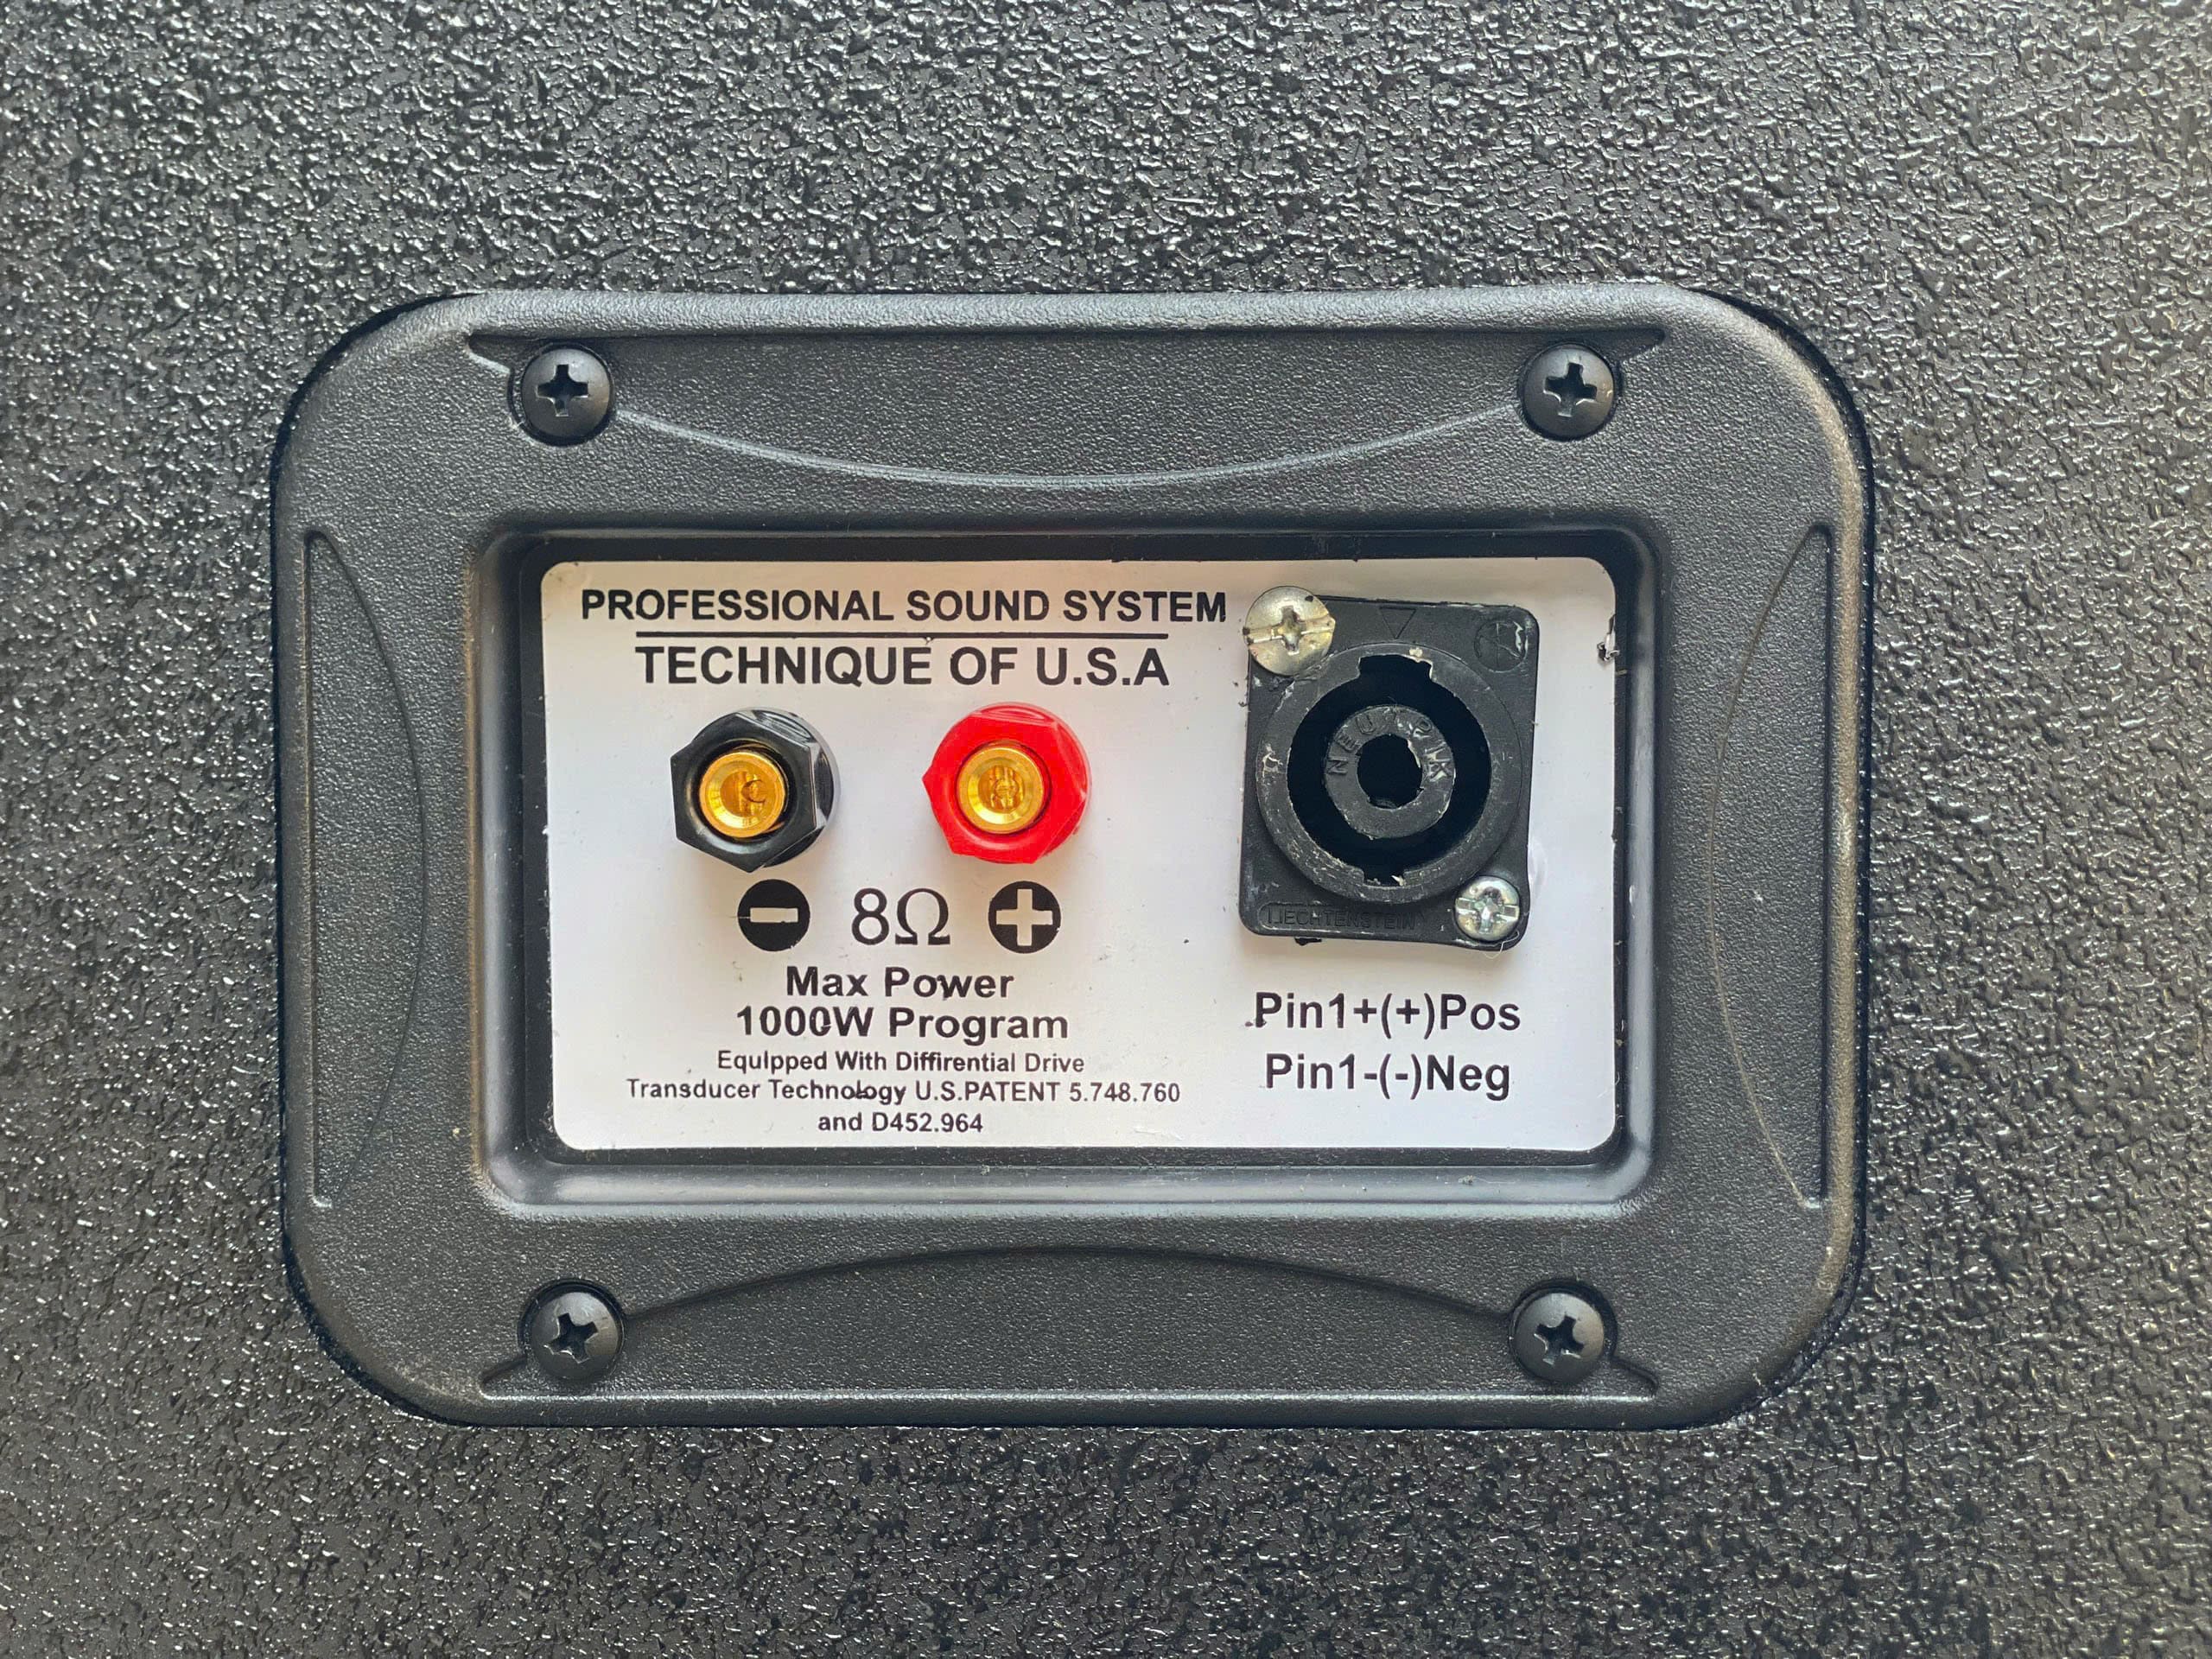 PROFESSIONAL SOUND SYSTEM
TECHNIQUE OF U.S.A
8Ω
Max Power
1000W Program
Equipped With Diffirential Drive
Transducer Technology U.S.PATENT 5.748.760
and D452.964
NEUTRIK
LIECHTENSTEIN
Pin1+(+)Pos
Pin1-(-)Neg